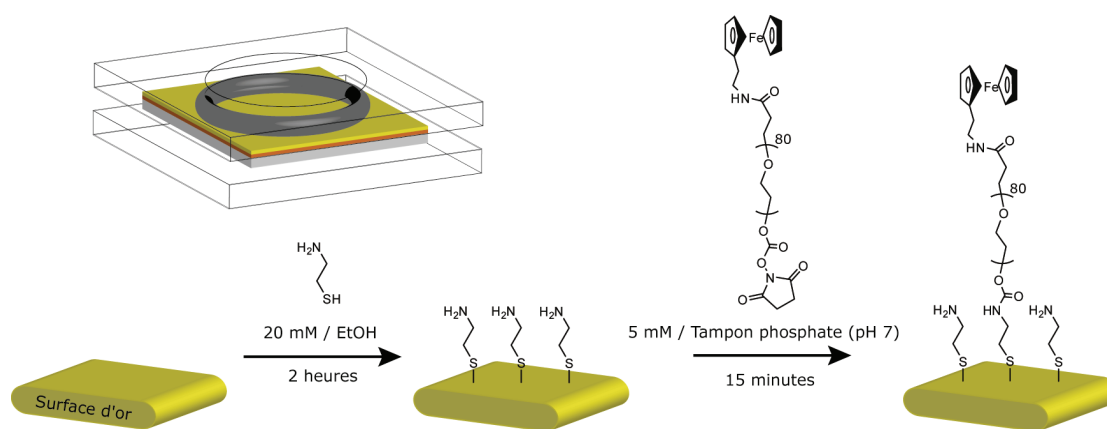 Fe
HN
O
80
O
O
O
O
N
O
O
Fe
HN
O
80
O
O
O
HN
H₂N
SH
20 mM / EtOH
2 heures
H₂N
H₂N
H₂N
S
S
S
5 mM / Tampon phosphate (pH 7)
15 minutes
H₂N
H₂N
S
S
S
Surface d'or